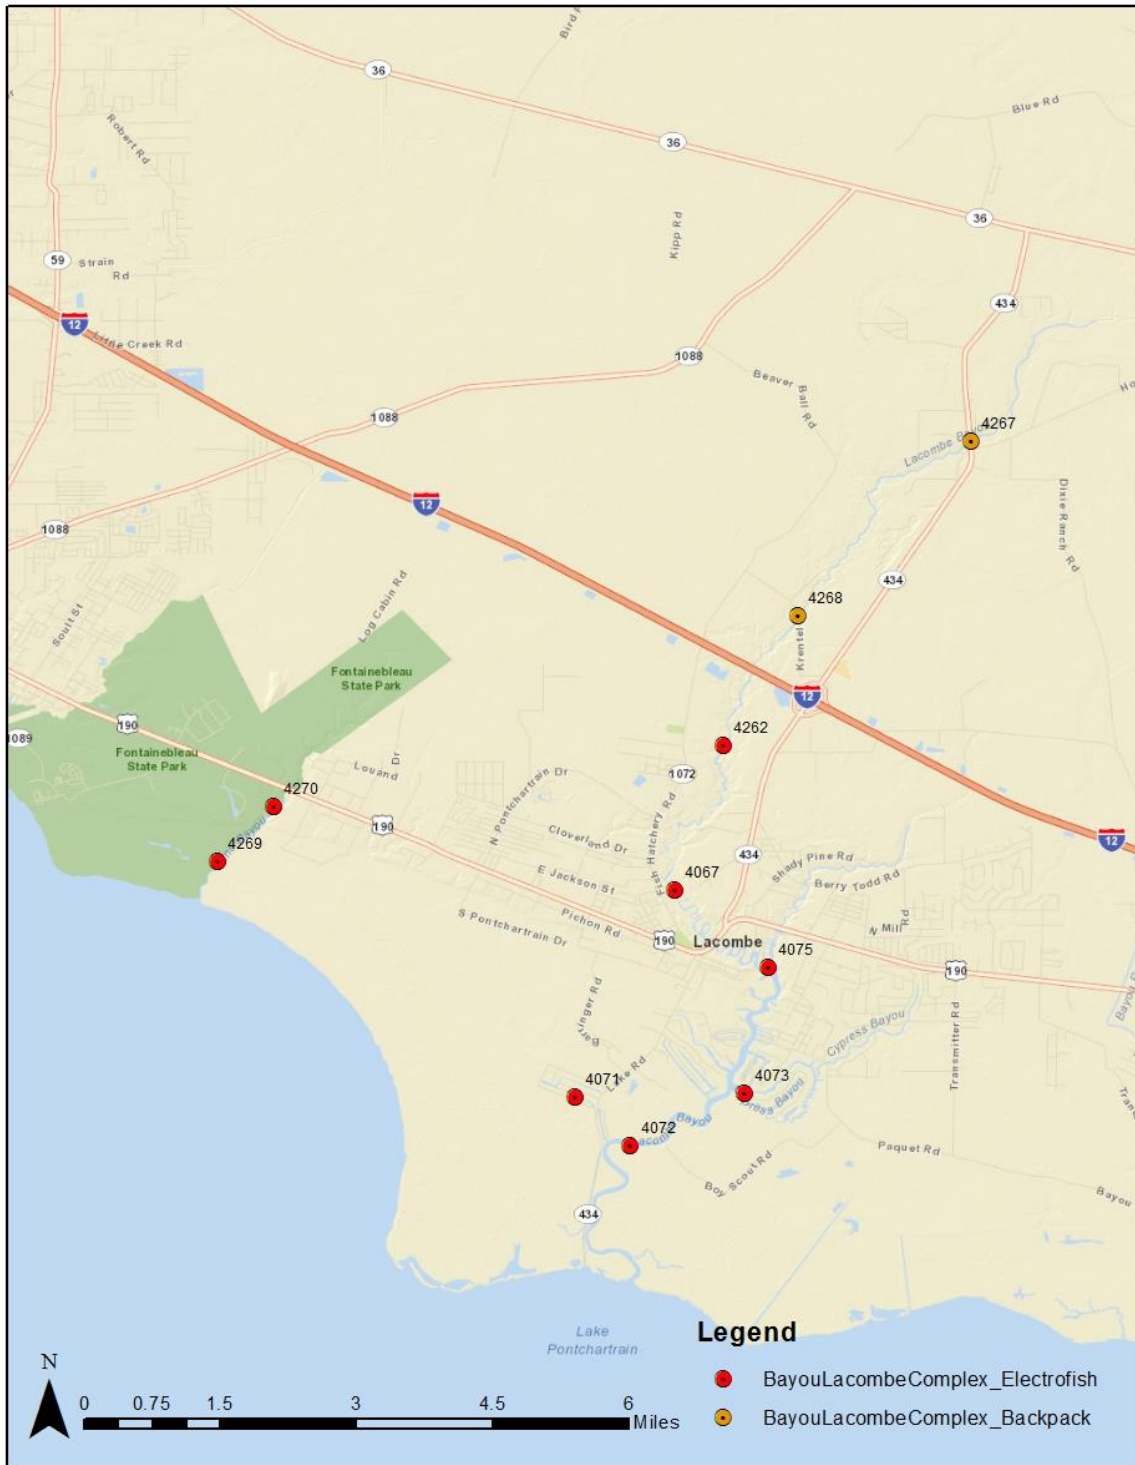 Bird
36
Robert Rd
Blue Rd
36
Kipp Rd
36
59
Strain
Rd
434
12
Little Creek Rd
1088
Beaver Ball Rd
1088
4267
Lacombe Bayou
12
Dixie Ranch Rd
1088
434
Log Cabin Rd
4268
Soult St
Krentel
Fontainebleau
State Park
12
190
1089
4262
Fontainebleau
State Park
Louand Dr
1072
4270
N Pontchartrain Dr
190
Fish Hatchery Rd
12
Cloverland Dr
4269
Bayou
434
Shady Pine Rd
E Jackson St
4067
Berry Todd Rd
S Pontchartrain Dr
Pichon Rd
N Mill Rd
190
Lacombe
4075
190
Berringer Rd
Cypress Bayou
Transmitter Rd
Lake Rd
4071
4073
4072
Bayou
Paquet Rd
Boy Scout Rd
Bayou
434
Lake
Pontchartrain
Legend
N
BayouLacombeComplex_Electrofish
0 0.75 1.5 3 4.5 6
Miles
BayouLacombeComplex_Backpack